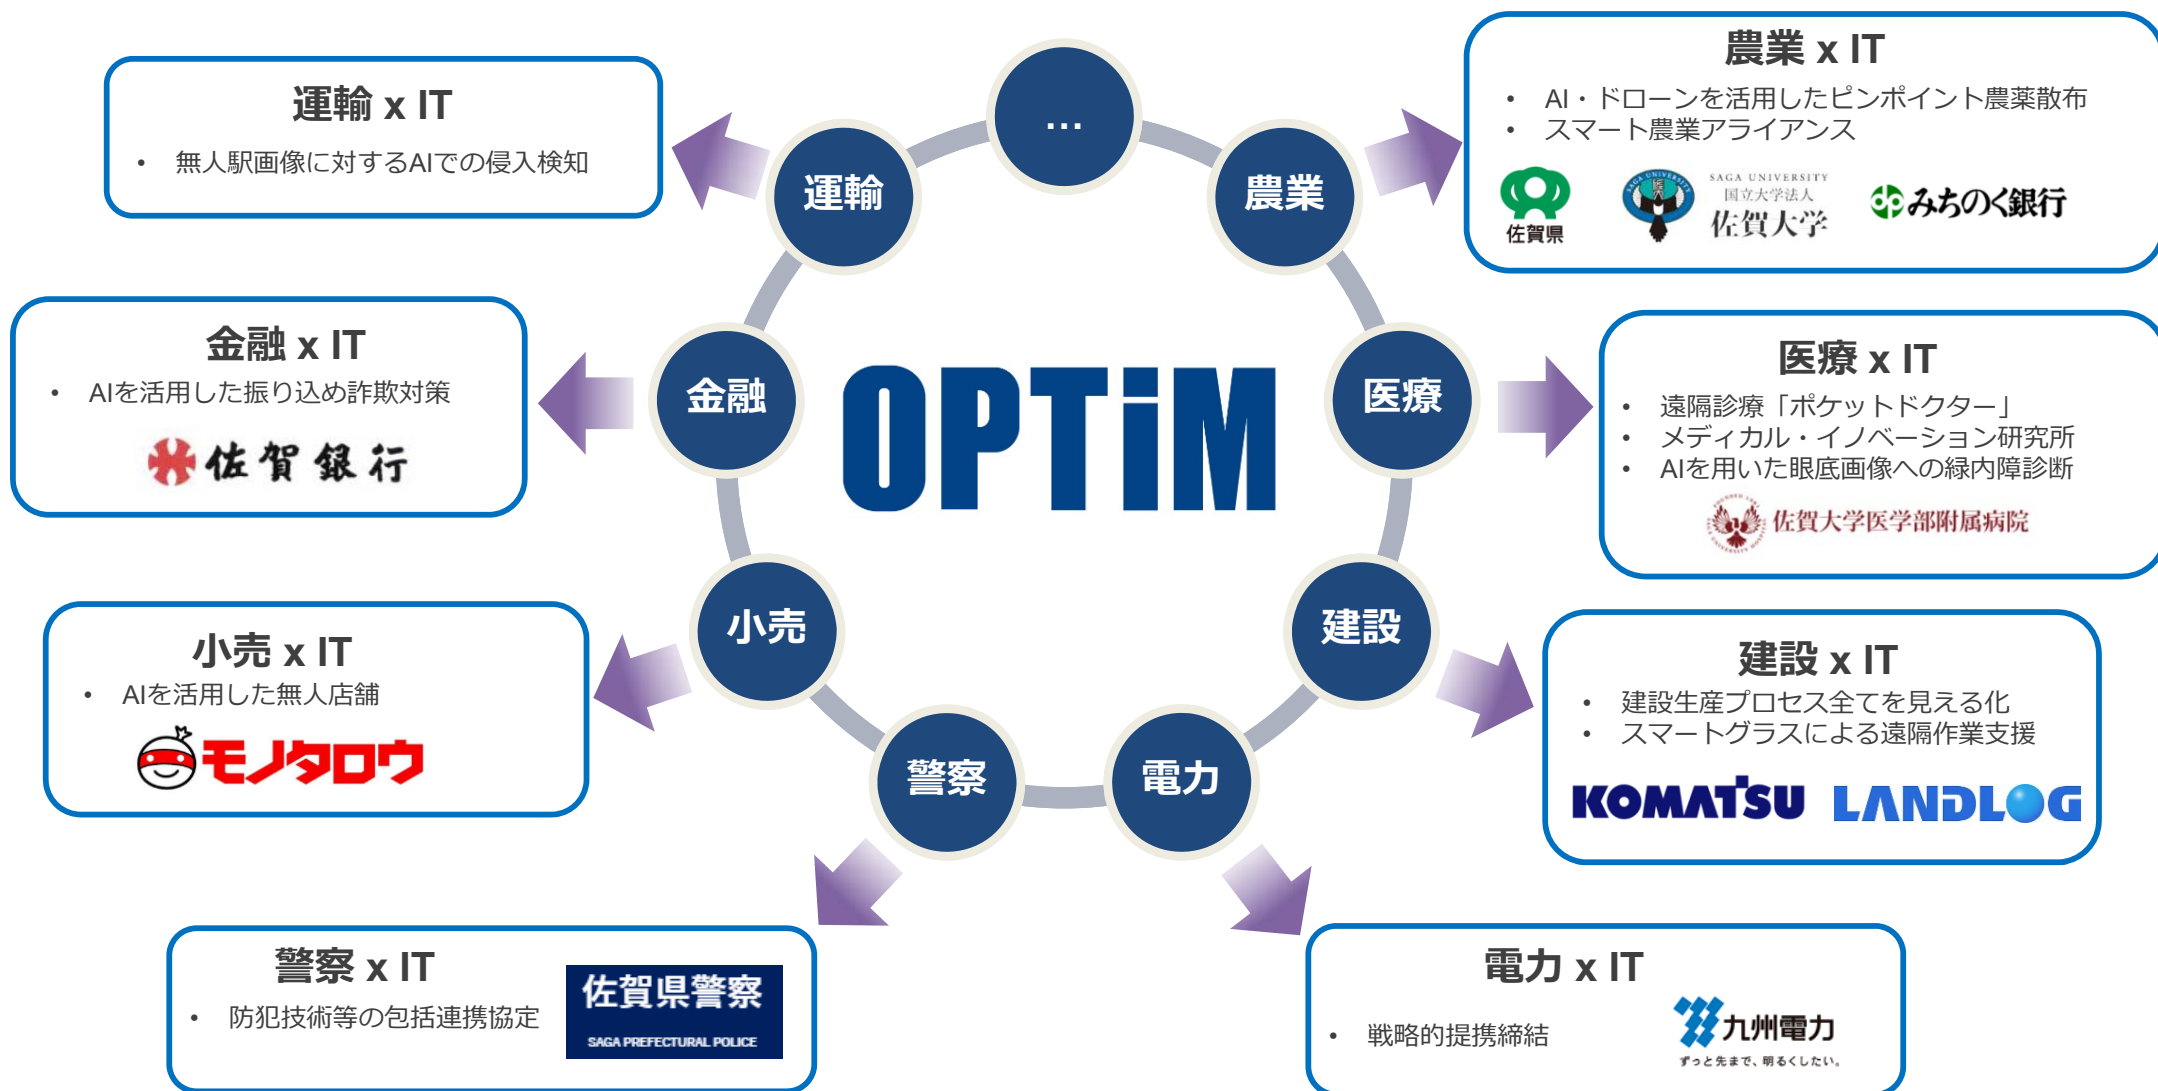 運輸 x IT
• 無人駅画像に対するAIでの侵入検知
農業 x IT
• AI・ドローンを活用したピンポイント農薬散布
• スマート農業アライアンス
佐賀県
SAGA UNIVERSITY
SAGA UNIVERSITY
国立大学法人
佐賀大学
みちのく銀行
...
運輸
農業
金融 x IT
• AIを活用した振り込め詐欺対策
佐賀銀行
金融
OPTiM
医療
医療 x IT
• 遠隔診療「ポケットドクター」
• メディカル・イノベーション研究所
• AIを用いた眼底画像への緑内障診断
佐賀大学医学部附属病院
小売 x IT
• AIを活用した無人店舗
モノタロウ
小売
建設
建設 x IT
• 建設生産プロセス全てを見える化
• スマートグラスによる遠隔作業支援
KOMATSU LANDLOG
警察
電力
警察 x IT
• 防犯技術等の包括連携協定
佐賀県警察
SAGA PREFECTURAL POLICE
電力 x IT
• 戦略的提携締結
九州電力
ずっと先まで、明るくしたい。